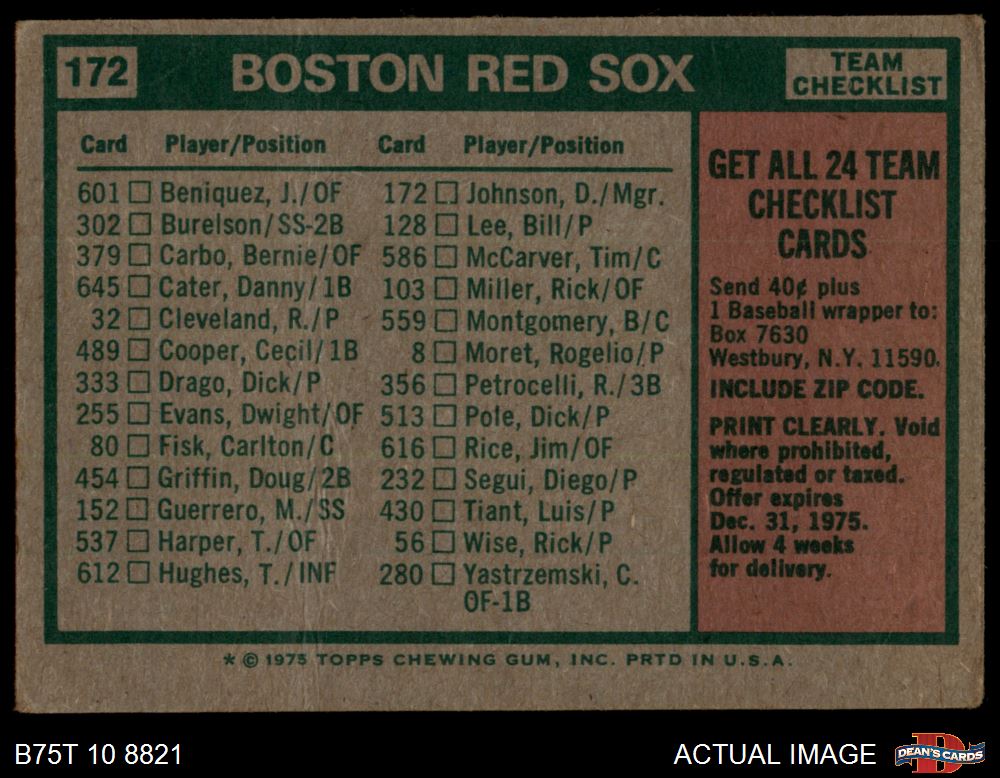 172
BOSTON RED SOX
TEAM
CHECKLIST
Card Player/Position Card Player/Position
601 Beniquez, J./OF 172 Johnson, D./Mgr.
302 Burelson/SS-2B 128 Lee, Bill/P
379 Carbo, Bernie/OF 586 McCarver, Tim/C
645 Cater, Danny/1B 103 Miller, Rick/OF
32 Cleveland, R./P 559 Montgomery, B/C
489 Cooper, Cecil/1B 8 Moret, Rogelio/P
333 Drago, Dick/P 356 Petrocelli, R./3B
255 Evans, Dwight/OF 513 Pole, Dick/P
80 Fisk, Carlton/C 616 Rice, Jim/OF
454 Griffin, Doug/2B 232 Segui, Diego/P
152 Guerrero, M./SS 430 Tiant, Luis/P
537 Harper, T./OF 56 Wise, Rick/P
612 Hughes, T./INF 280 Yastrzemski, C.
OF-1B
GET ALL 24 TEAM
CHECKLIST
CARDS
Send 40¢ plus
1 Baseball wrapper to:
Box 7630
Westbury, N.Y. 11590.
INCLUDE ZIP CODE.
PRINT CLEARLY. Void
where prohibited,
regulated or taxed.
Offer expires
Dec. 31, 1975.
Allow 4 weeks
for delivery.
* © 1975 TOPPS CHEWING GUM, INC. PRTD IN U.S.A.
B75T 10 8821
ACTUAL IMAGE
DEAN'S CARDS